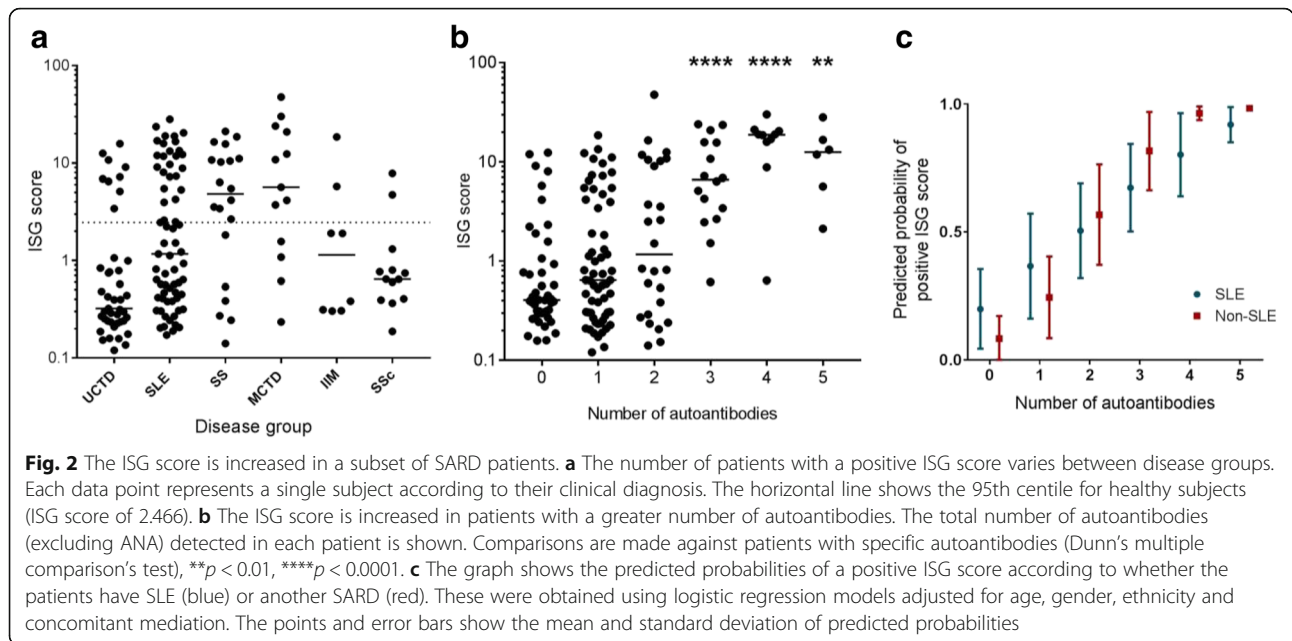 a
b
c
100
10
1
0.1
ISG score
UCTD
SLE
SS
MCTD
IIM
SSc
Disease group
100
10
1
0.1
ISG score
****
****
**
0 1 2 3 4 5
Number of autoantibodies
1.0
0.5
0.0
Predicted probability of
positive ISG score
SLE
Non-SLE
0 1 2 3 4 5
Number of autoantibodies
Fig. 2 The ISG score is increased in a subset of SARD patients. a The number of patients with a positive ISG score varies between disease groups.
Each data point represents a single subject according to their clinical diagnosis. The horizontal line shows the 95th centile for healthy subjects
(ISG score of 2.466). b The ISG score is increased in patients with a greater number of autoantibodies. The total number of autoantibodies
(excluding ANA) detected in each patient is shown. Comparisons are made against patients with specific autoantibodies (Dunn's multiple
comparison's test), **p < 0.01, ****p < 0.0001. c The graph shows the predicted probabilities of a positive ISG score according to whether the
patients have SLE (blue) or another SARD (red). These were obtained using logistic regression models adjusted for age, gender, ethnicity and
concomitant mediation. The points and error bars show the mean and standard deviation of predicted probabilities